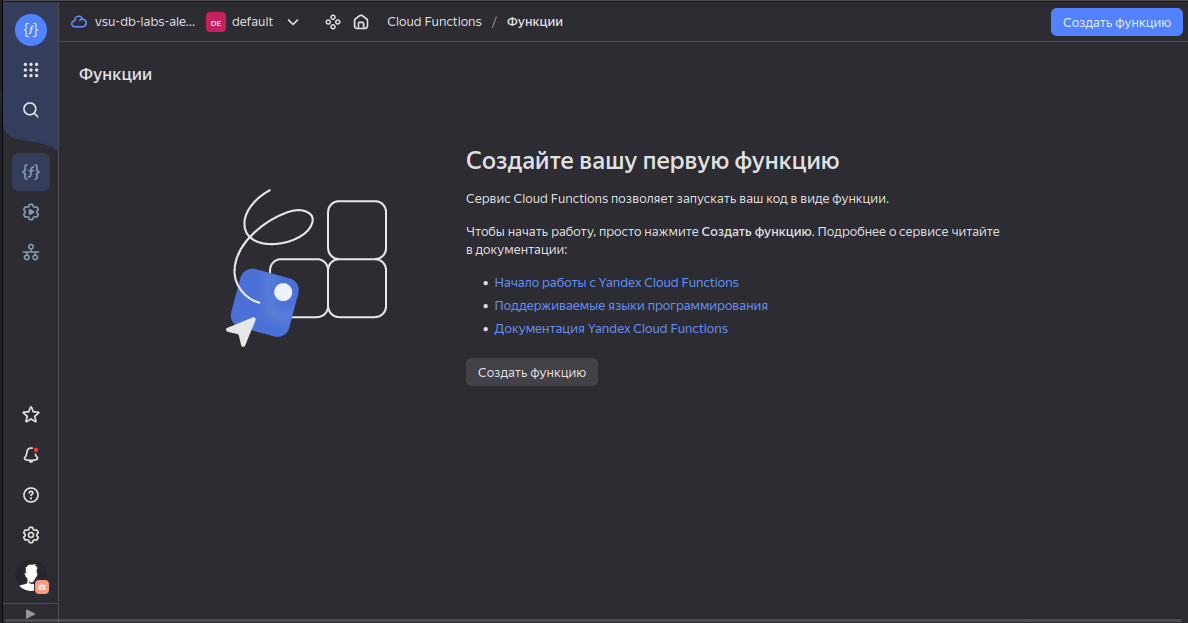 {f} vsu-db-labs-ale... DE default Cloud Functions / Функции Создать функцию
Функции
Создайте вашу первую функцию
{f}
Сервис Cloud Functions позволяет запускать ваш код в виде функции.
Чтобы начать работу, просто нажмите Создать функцию. Подробнее о сервисе читайте
в документации:
• Начало работы с Yandex Cloud Functions
• Поддерживаемые языки программирования
• Документация Yandex Cloud Functions
Создать функцию